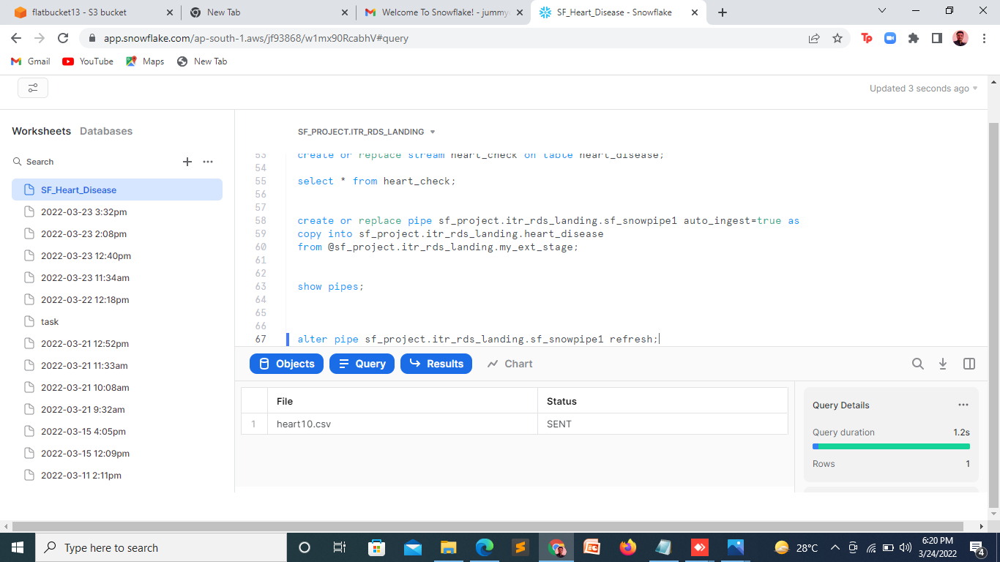 flatbucket13 - S3 bucket
New Tab
Welcome To Snowflake! - jummy
SF_Heart_Disease - Snowflake
app.snowflake.com/ap-south-1.aws/jf93868/w1mx90RcabhV#query
Gmail YouTube Maps New Tab
Updated 3 seconds ago
Worksheets Databases
Search
SF_Heart_Disease
2022-03-23 3:32pm
2022-03-23 2:08pm
2022-03-23 12:40pm
2022-03-23 11:34am
2022-03-22 12:18pm
task
2022-03-21 12:52pm
2022-03-21 11:33am
2022-03-21 10:08am
2022-03-21 9:32am
2022-03-15 4:05pm
2022-03-15 12:09pm
2022-03-11 2:11pm
SF_PROJECT.ITR_RDS_LANDING
53 create or replace stream heart_check on table heart_disease;
54
55 select * from heart_check;
56
57
58 create or replace pipe sf_project.itr_rds_landing.sf_snowpipe1 auto_ingest=true as
59 copy into sf_project.itr_rds_landing.heart_disease
60 from @sf_project.itr_rds_landing.my_ext_stage;
61
62
63 show pipes;
64
65
66
67 alter pipe sf_project.itr_rds_landing.sf_snowpipe1 refresh;
Objects Query Results Chart
File Status
1 heart10.csv SENT
Query Details
Query duration 1.2s
Rows 1
Type here to search
28°C
6:20 PM
3/24/2022
4